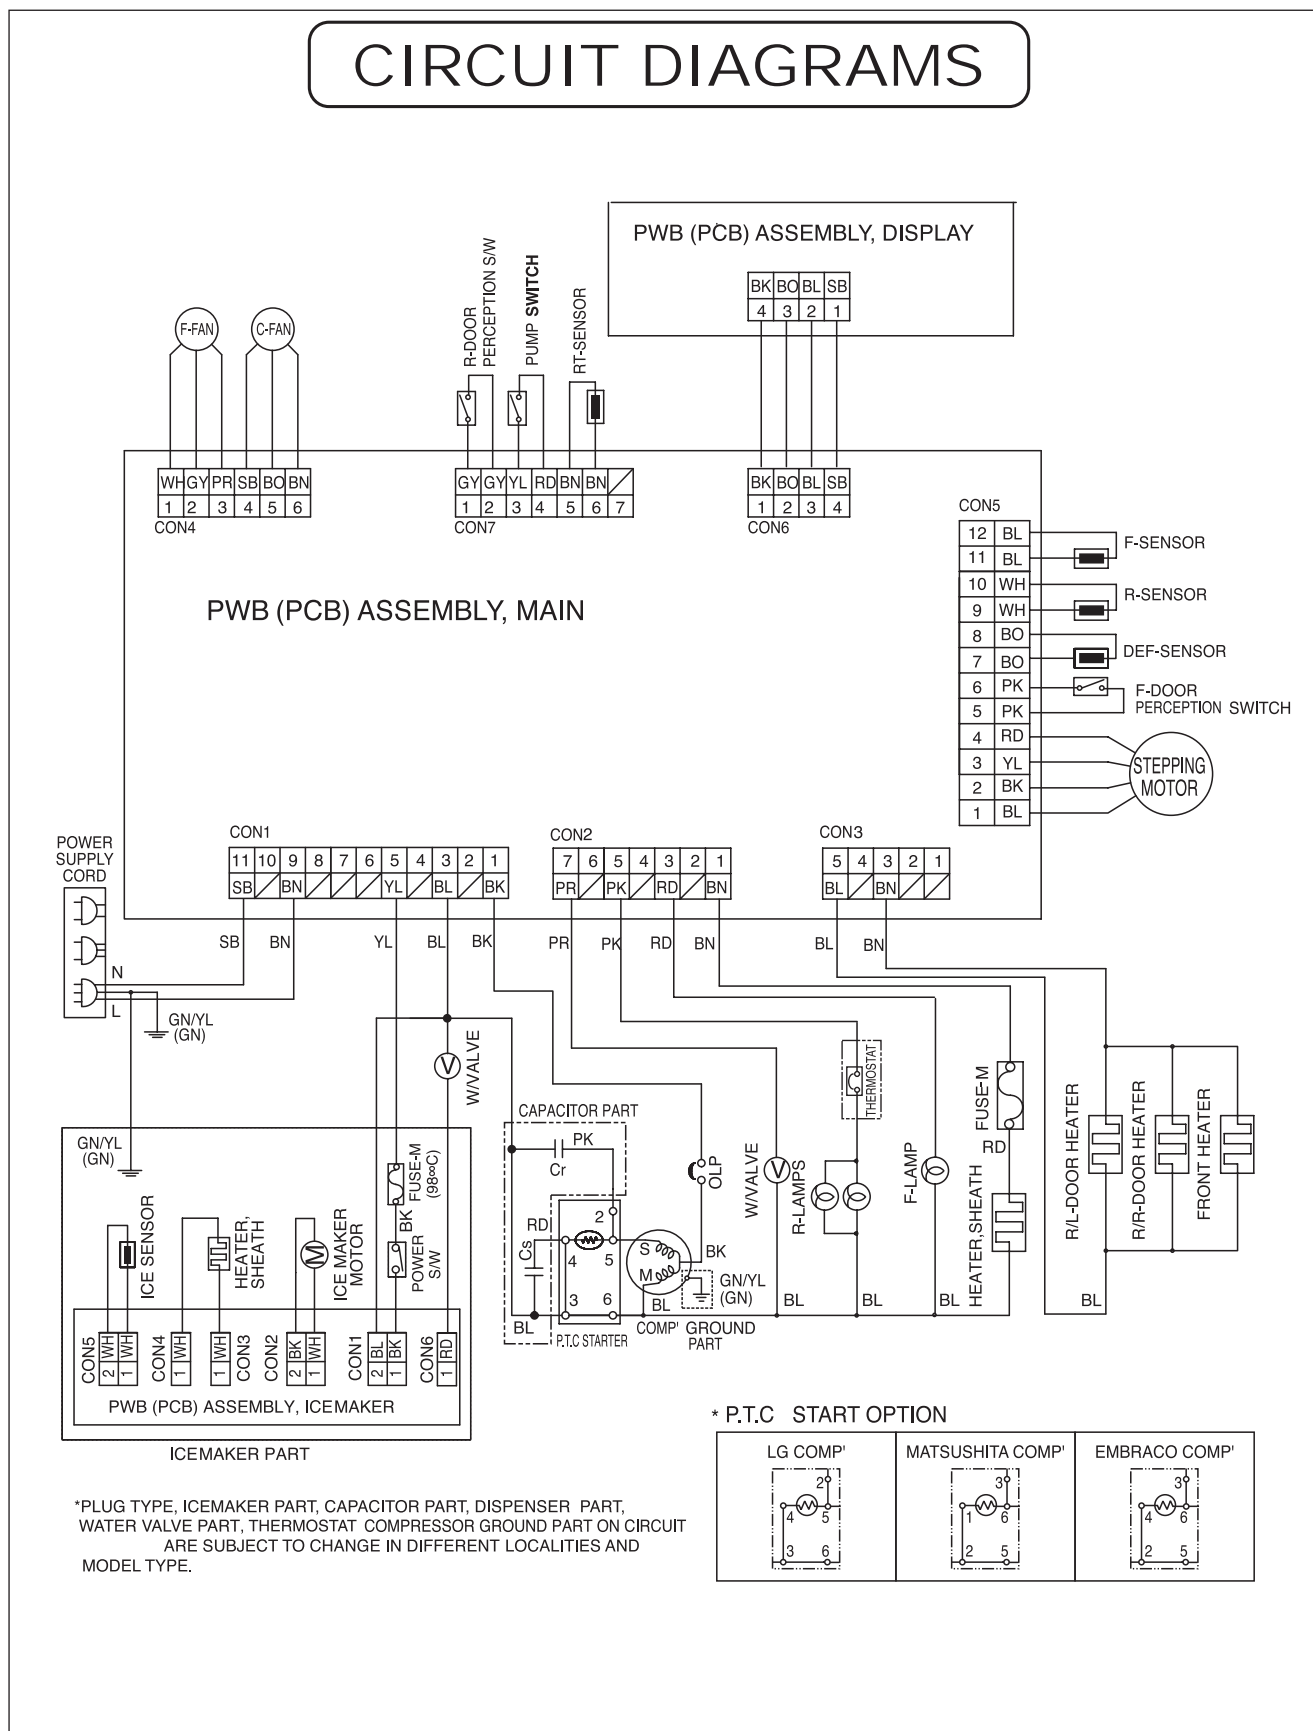 CIRCUIT DIAGRAMS
PWB (PCB) ASSEMBLY, DISPLAY
BK BO BL SB
4 3 2 1
F-FAN
C-FAN
R-DOOR
PERCEPTION S/W
PUMP SWITCH
RT-SENSOR
WH GY PR SB BO BN
1 2 3 4 5 6
CON4
GY GY YL RD BN BN
1 2 3 4 5 6 7
CON7
BK BO BL SB
1 2 3 4
CON6
CON5
12 BL
11 BL
10 WH
9 WH
8 BO
7 BO
6 PK
5 PK
4 RD
3 YL
2 BK
1 BL
F-SENSOR
R-SENSOR
DEF-SENSOR
F-DOOR
PERCEPTION SWITCH
STEPPING
MOTOR
PWB (PCB) ASSEMBLY, MAIN
CON1
11 10 9 8 7 6 5 4 3 2 1
SB BN YL BL BK
CON2
7 6 5 4 3 2 1
PR PK RD BN
CON3
5 4 3 2 1
BL BN
POWER
SUPPLY
CORD
N
L
GN/YL
(GN)
SB BN YL BL BK PR PK RD BN BL BN
W/VALVE
V
GN/YL
(GN)
CAPACITOR PART
PK
Cr
RD
Cs
2
4 5
3 6
BL
P.T.C STARTER
S
M
BL
COMP'
OLP
BK
GN/YL
(GN)
GROUND
PART
W/VALVE
V
BL
THERMOSTAT
R-LAMPS
BL
F-LAMP
BL
FUSE-M
RD
HEATER,SHEATH
R/L-DOOR HEATER
R/R-DOOR HEATER
FRONT HEATER
BL
ICE SENSOR
HEATER,
SHEATH
M
ICE MAKER
MOTOR
FUSE-M
(98∞C)
BK
POWER
S/W
CON5
2 WH
1 WH
CON4
1 WH
1 WH
CON3
CON2
2 BK
1 WH
CON1
2 BL
1 BK
CON6
1 RD
PWB (PCB) ASSEMBLY, ICEMAKER
ICEMAKER PART
* P.T.C START OPTION
LG COMP'
2
4 5
3 6
MATSUSHITA COMP'
3
1 6
2 5
EMBRACO COMP'
3
4 6
2 5
*PLUG TYPE, ICEMAKER PART, CAPACITOR PART, DISPENSER PART,
WATER VALVE PART, THERMOSTAT COMPRESSOR GROUND PART ON CIRCUIT
ARE SUBJECT TO CHANGE IN DIFFERENT LOCALITIES AND
MODEL TYPE.